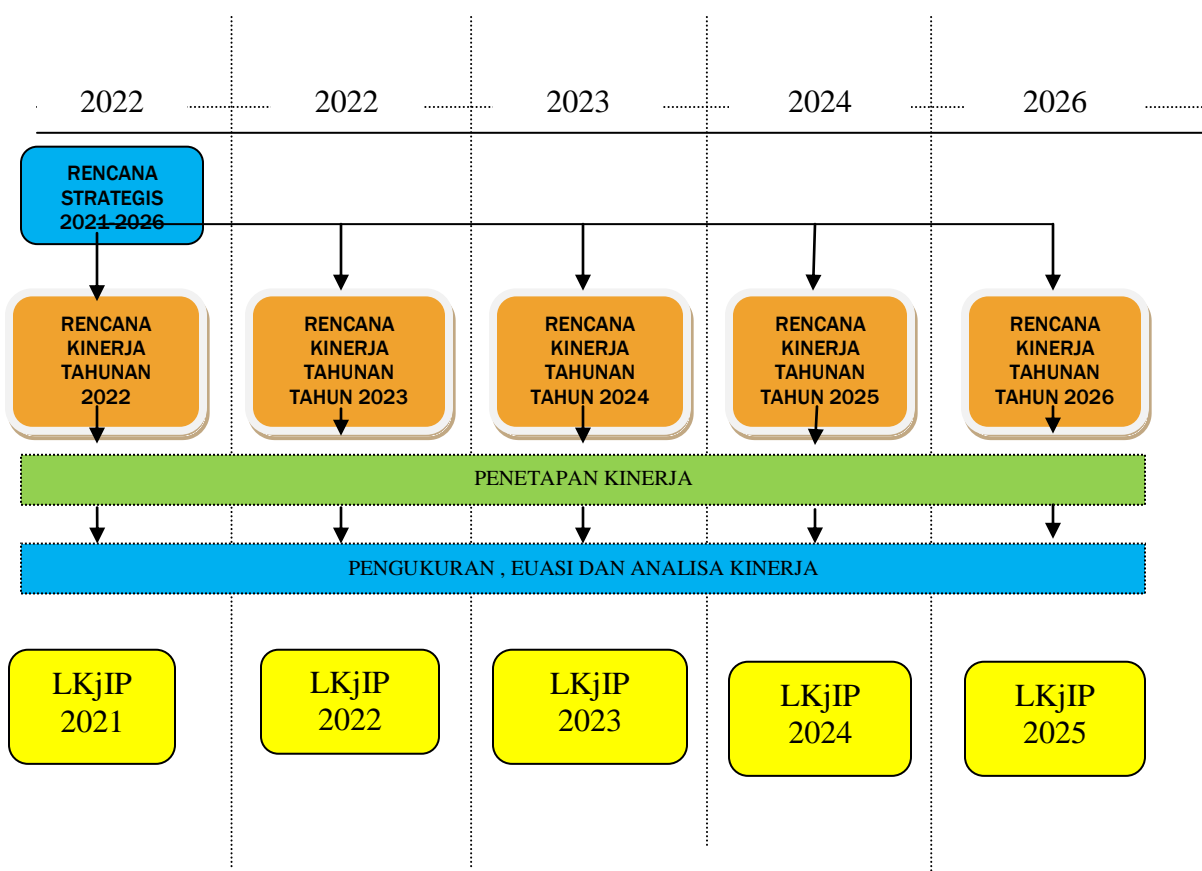 2022 2022 2023 2024 2026
RENCANA
STRATEGIS
2021-2026
RENCANA
KINERJA
TAHUNAN
2022
RENCANA
KINERJA
TAHUNAN
TAHUN 2023
RENCANA
KINERJA
TAHUNAN
TAHUN 2024
RENCANA
KINERJA
TAHUNAN
TAHUN 2025
RENCANA
KINERJA
TAHUNAN
TAHUN 2026
PENETAPAN KINERJA
PENGUKURAN , EUASI DAN ANALISA KINERJA
LKjIP
2021
LKjIP
2022
LKjIP
2023
LKjIP
2024
LKjIP
2025